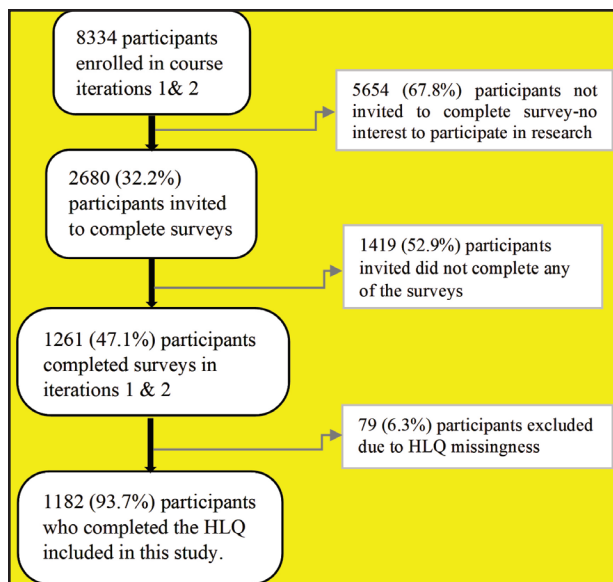 8334 participants
enrolled in course
iterations 1& 2
5654 (67.8%) participants not
invited to complete survey-no
interest to participate in research
2680 (32.2%)
participants invited
to complete surveys
1419 (52.9%) participants
invited did not complete any
of the surveys
1261 (47.1%) participants
completed surveys in
iterations 1 & 2
79 (6.3%) participants excluded
due to HLQ missingness
1182 (93.7%) participants
who completed the HLQ
included in this study.